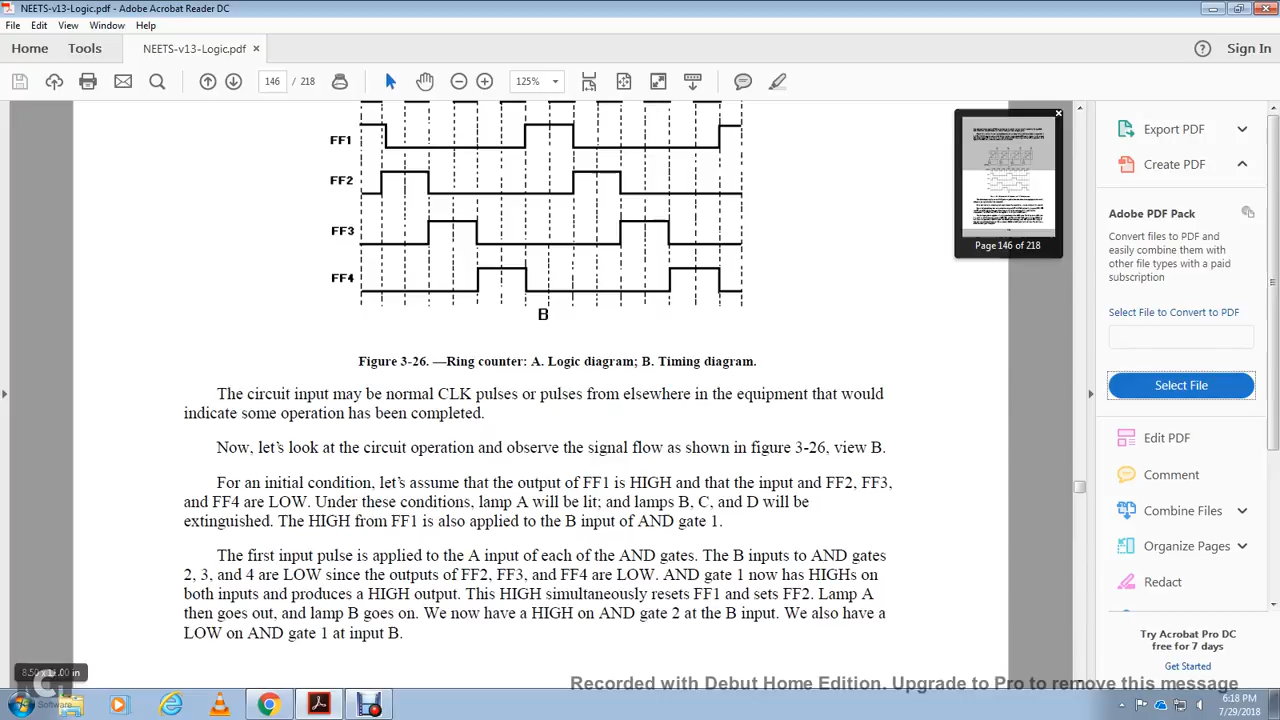 NEETS-v13-Logic.pdf - Adobe Acrobat Reader DC
File Edit View Window Help
Home Tools NEETS-v13-Logic.pdf × Sign In
146 / 218 125%
FF1
FF2
FF3
FF4
B
Figure 3-26. —Ring counter: A. Logic diagram; B. Timing diagram.
The circuit input may be normal CLK pulses or pulses from elsewhere in the equipment that would
indicate some operation has been completed.
Now, let's look at the circuit operation and observe the signal flow as shown in figure 3-26, view B.
For an initial condition, let's assume that the output of FF1 is HIGH and that the input and FF2, FF3,
and FF4 are LOW. Under these conditions, lamp A will be lit; and lamps B, C, and D will be
extinguished. The HIGH from FF1 is also applied to the B input of AND gate 1.
The first input pulse is applied to the A input of each of the AND gates. The B inputs to AND gates
2, 3, and 4 are LOW since the outputs of FF2, FF3, and FF4 are LOW. AND gate 1 now has HIGHs on
both inputs and produces a HIGH output. This HIGH simultaneously resets FF1 and sets FF2. Lamp A
then goes out, and lamp B goes on. We now have a HIGH on AND gate 2 at the B input. We also have a
LOW on AND gate 1 at input B.
8.50 x 11.00 in
Page 146 of 218
Export PDF
Create PDF
Adobe PDF Pack
Convert files to PDF and
easily combine them with
other file types with a paid
subscription
Select File to Convert to PDF
Select File
Edit PDF
Comment
Combine Files
Organize Pages
Redact
Try Acrobat Pro DC
free for 7 days
Get Started
Recorded with Debut Home Edition. Upgrade to Pro to remove this message
Software
6:18 PM
7/29/2018